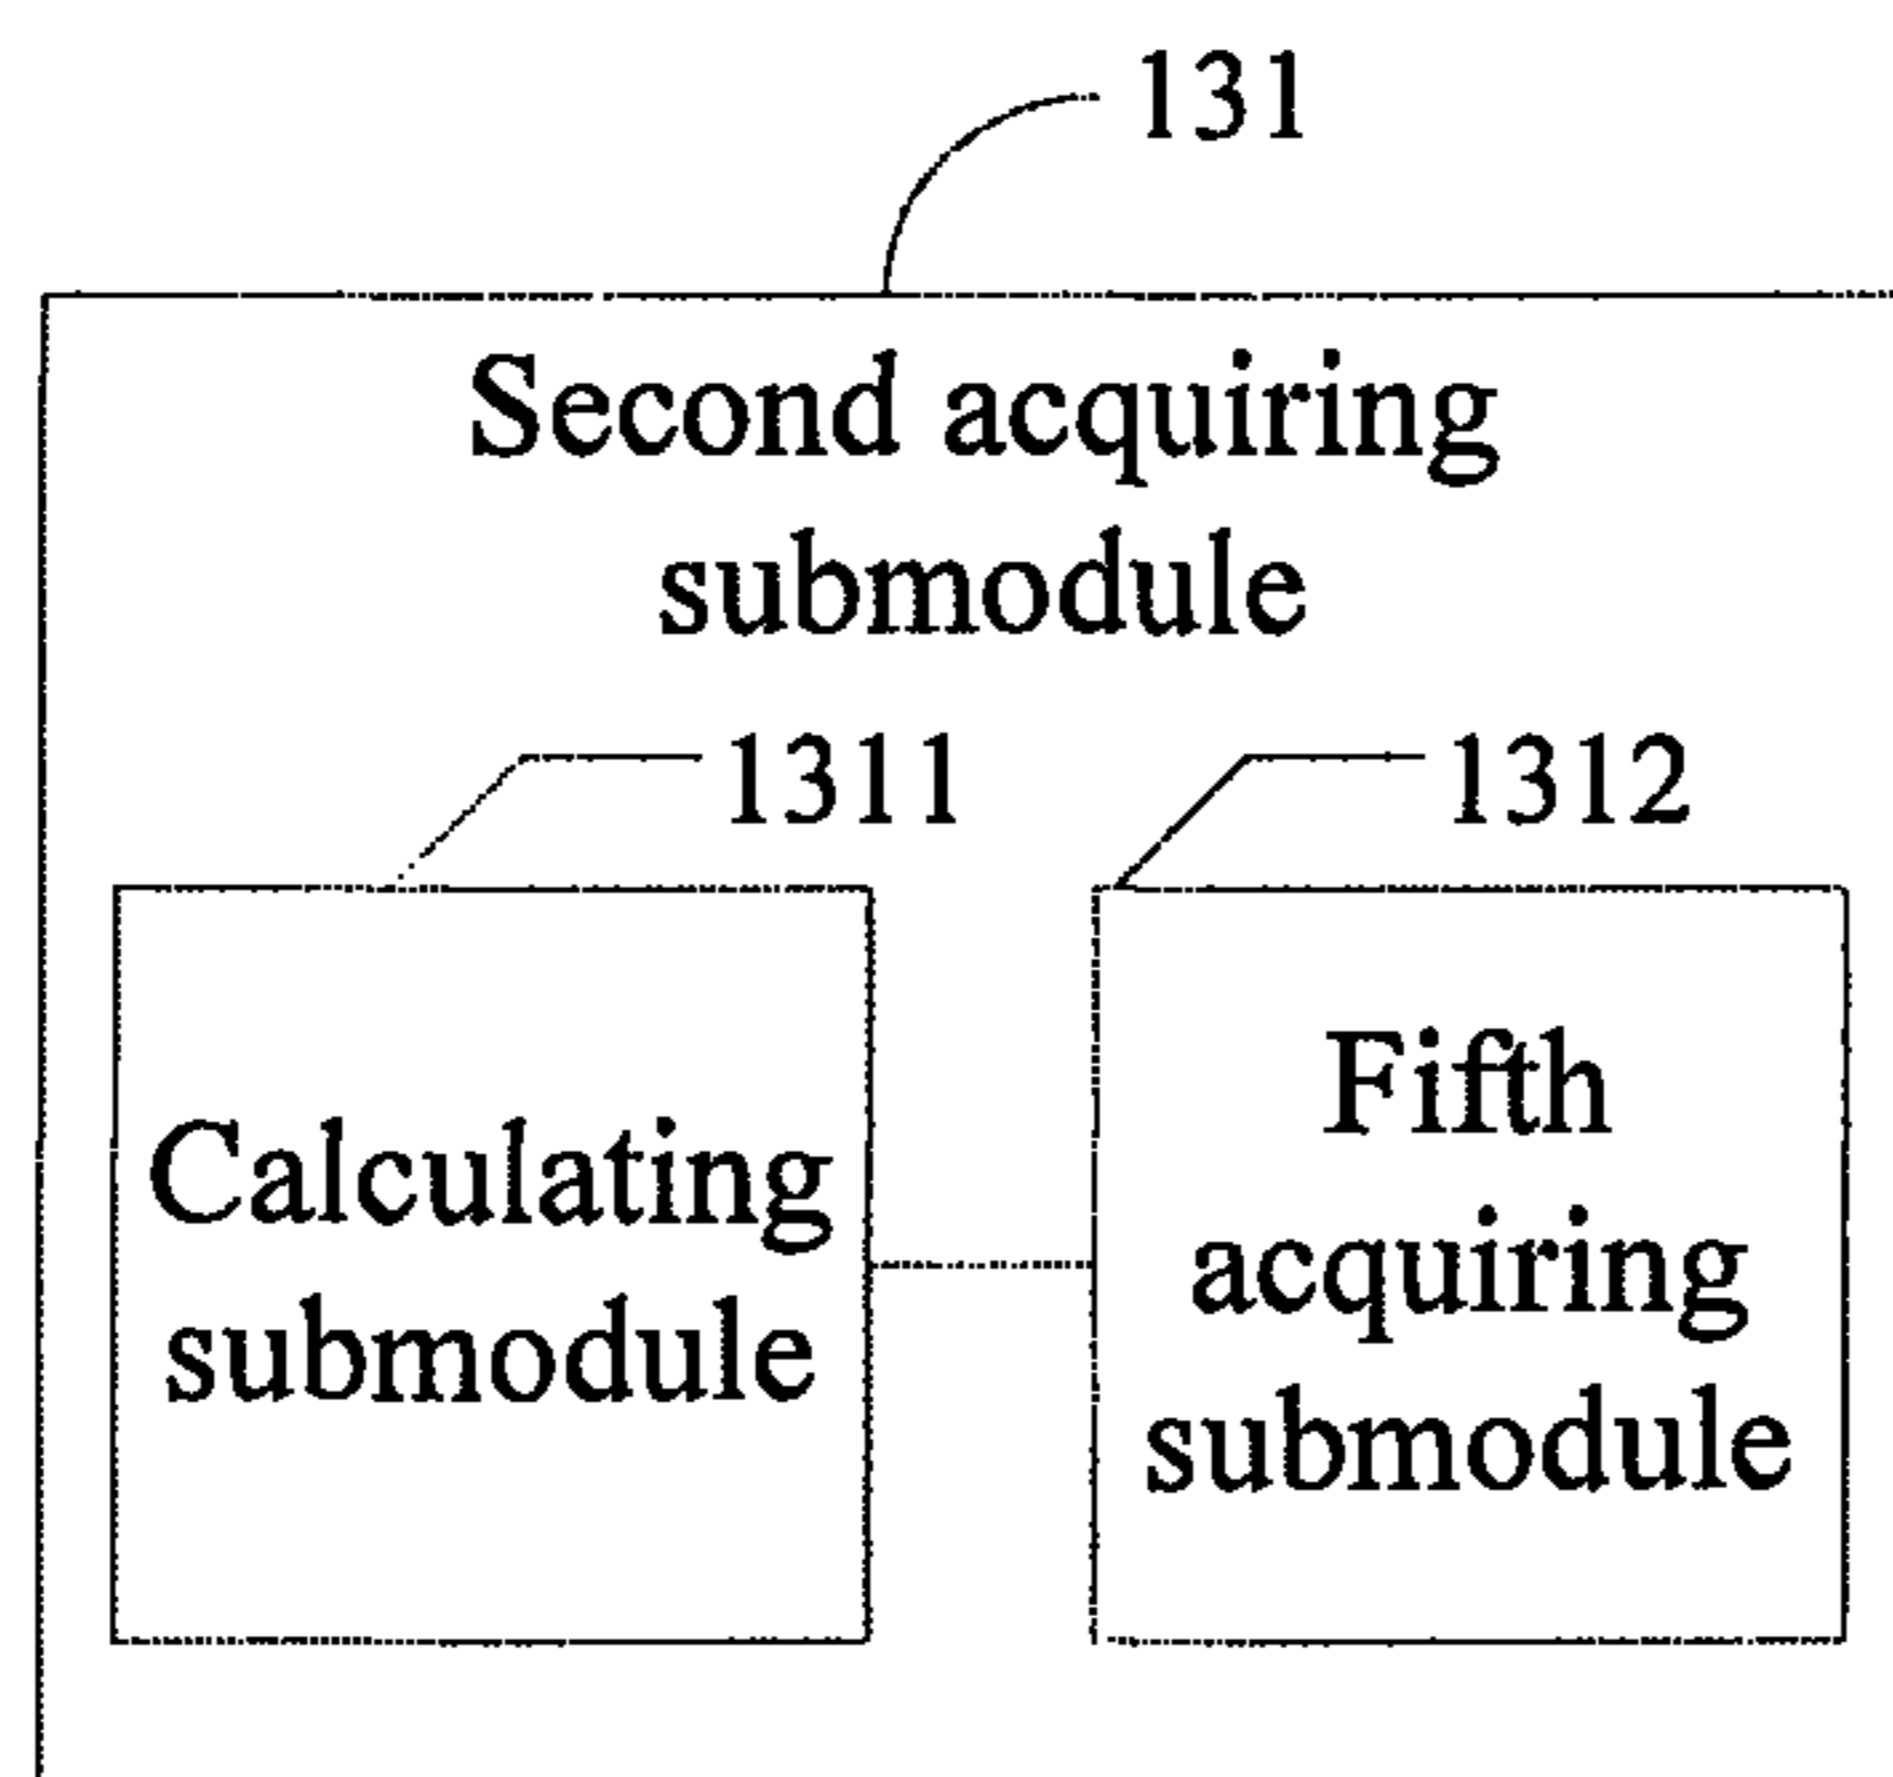 131
Second acquiring
submodule
1311
1312
Calculating
submodule
Fifth
acquiring
submodule